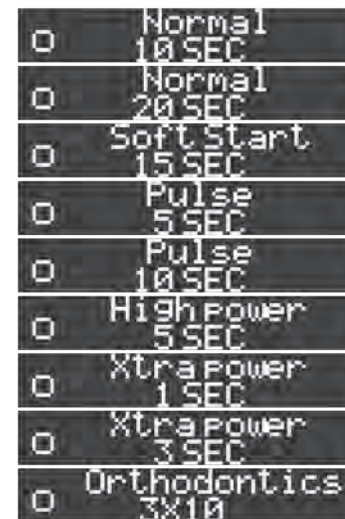 Normal
10 SEC
Normal
20 SEC
Soft Start
15 SEC
Pulse
5 SEC
Pulse
10 SEC
High power
5 SEC
Xtra power
1 SEC
Xtra power
3 SEC
Orthodontics
3X10